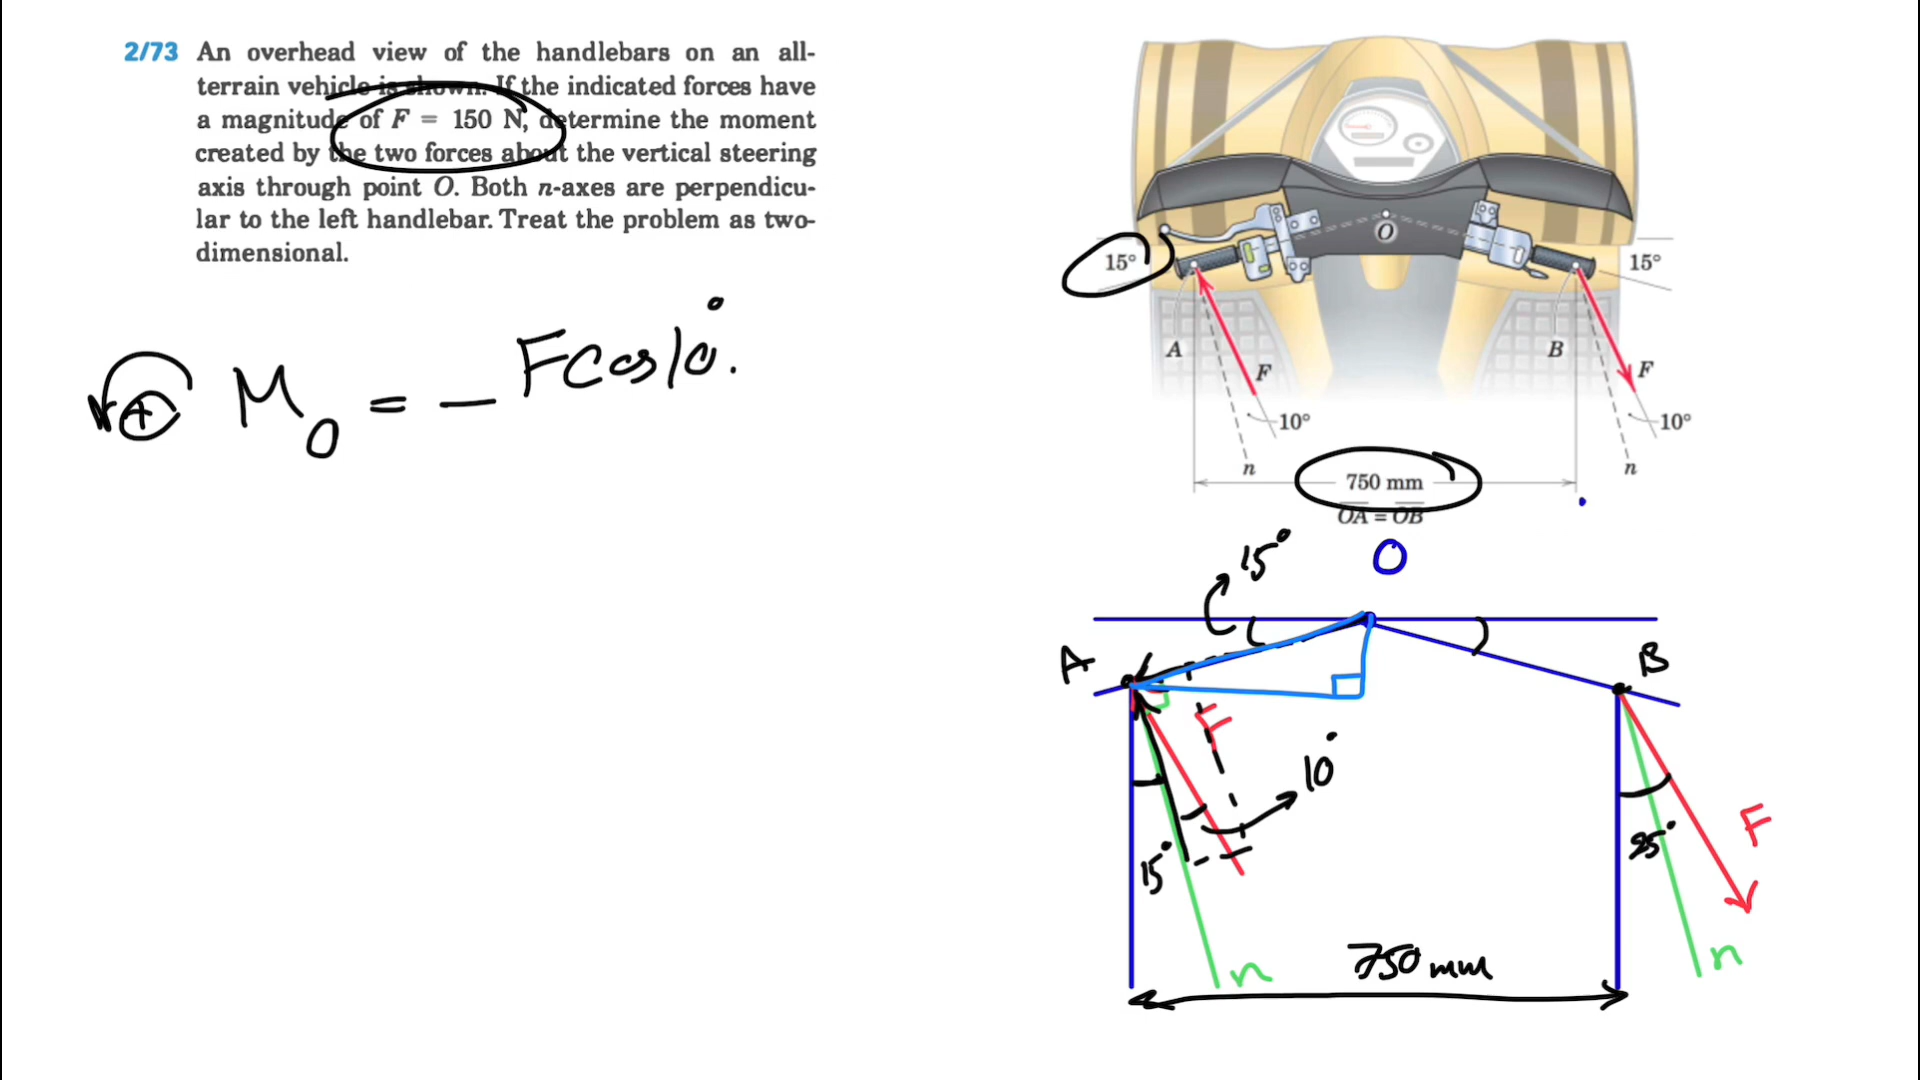 2/73 An overhead view of the handlebars on an all-
terrain vehicle is shown. If the indicated forces have
a magnitude of F = 150 N, determine the moment
created by the two forces about the vertical steering
axis through point O. Both n-axes are perpendicu-
lar to the left handlebar. Treat the problem as two-
dimensional.
+ M_O = - F cos 10°.
O
15° 15°
A B
F F
10° 10°
n n
750 mm
OA = OB
15° O
A B
F
10°
15° 25° F
n n
750 mm